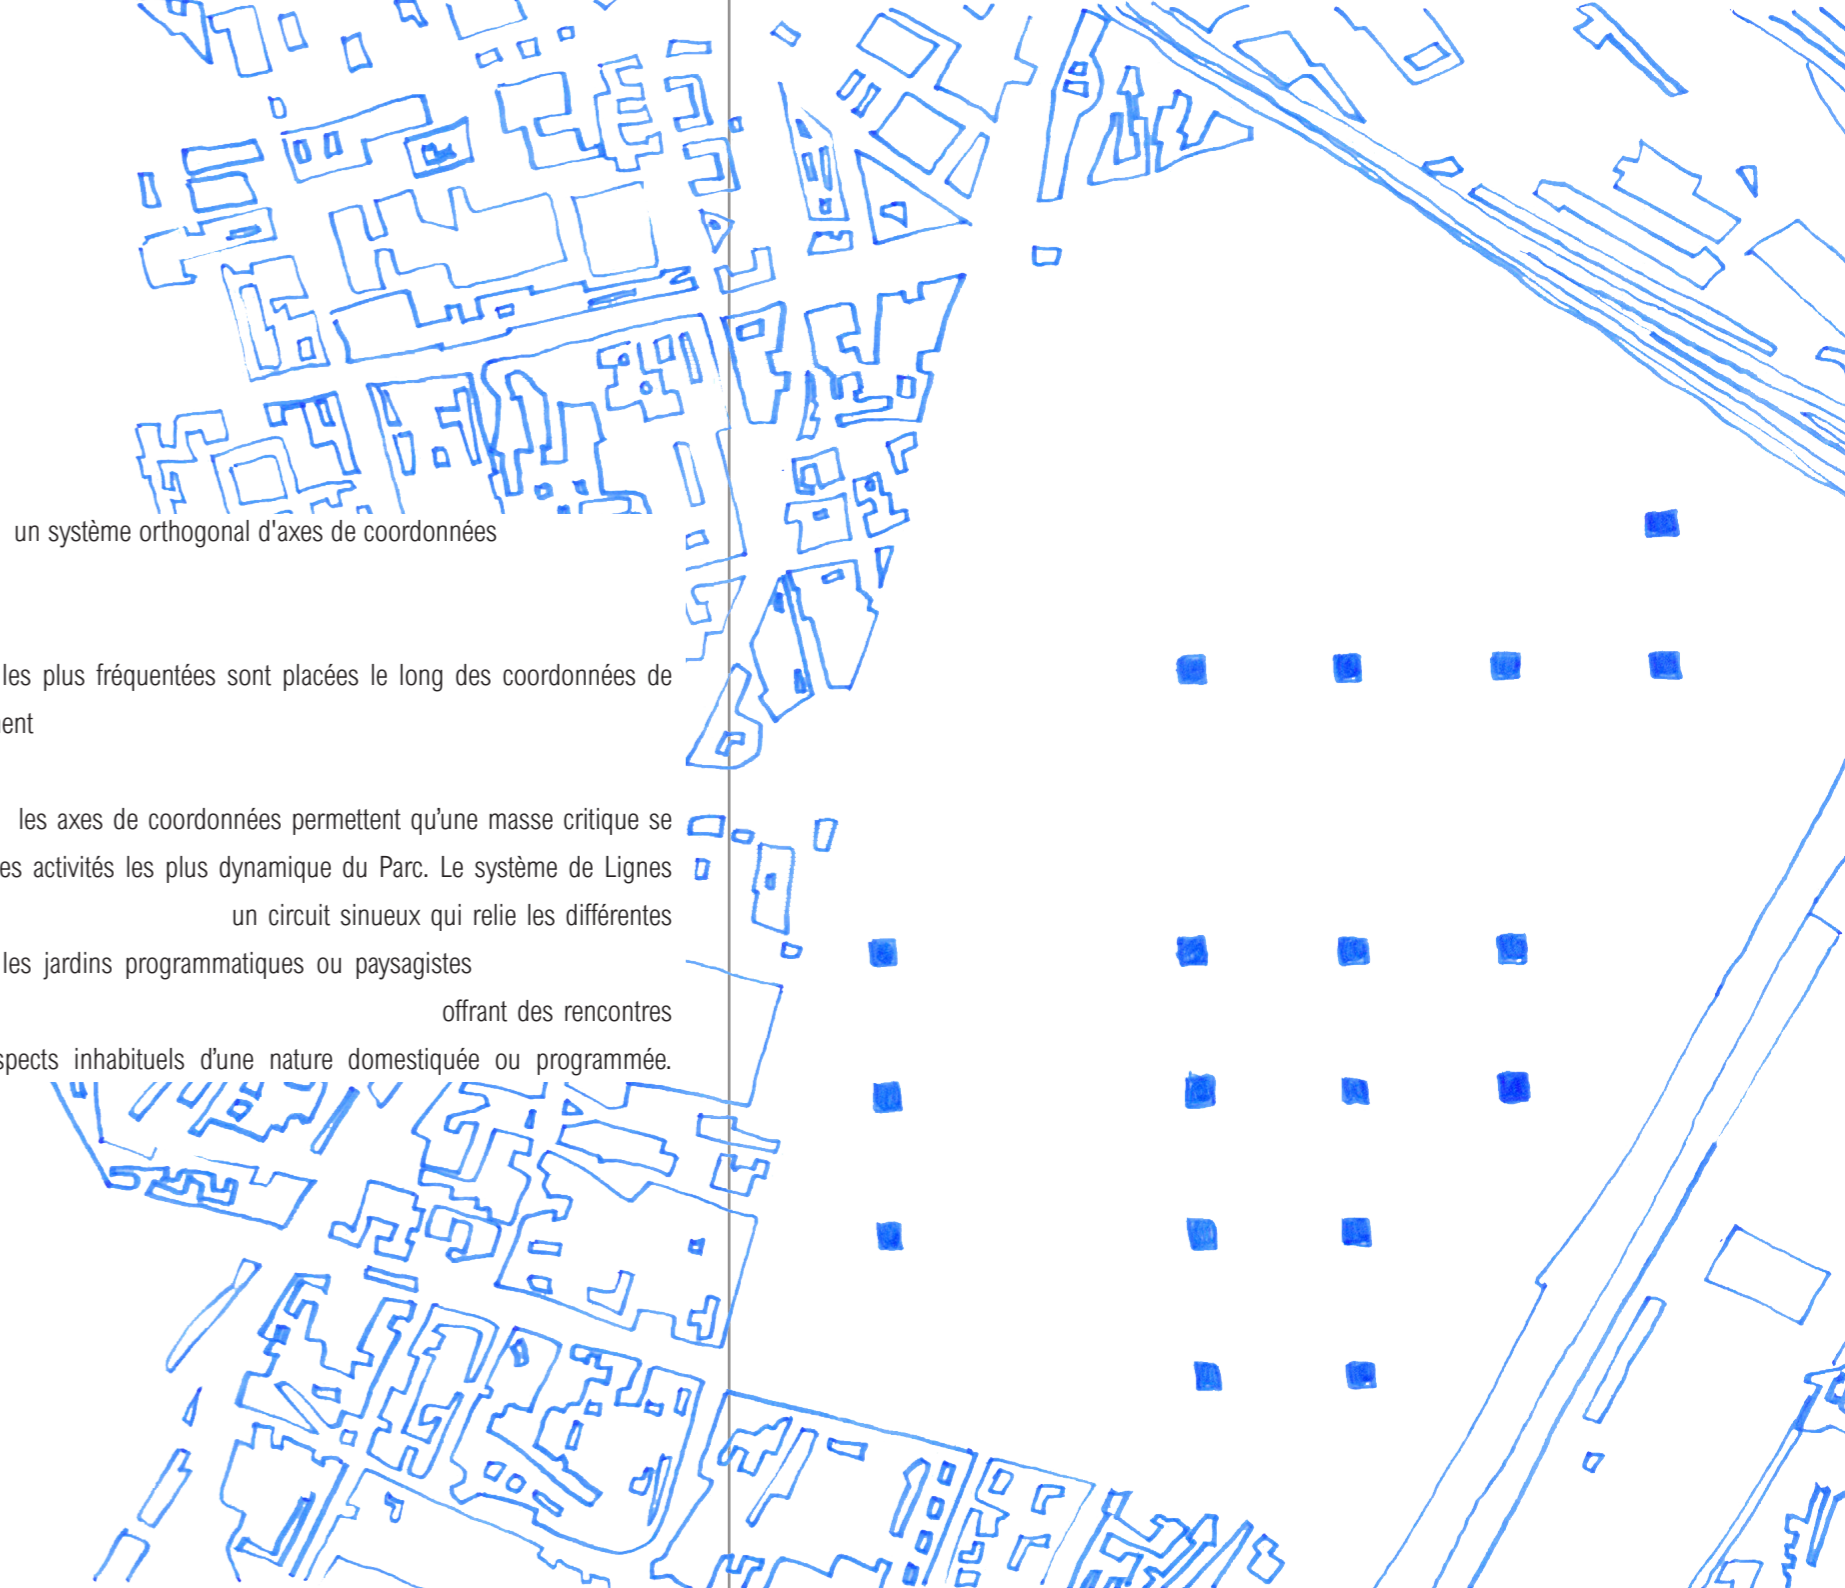 un système orthogonal d'axes de coordonnées
les plus fréquentées sont placées le long des coordonnées de
les axes de coordonnées permettent qu'une masse critique se
activités les plus dynamique du Parc. Le système de Lignes
un circuit sinueux qui relie les différentes
les jardins programmatiques ou paysagistes
offrant des rencontres
inhabituels d'une nature domestiquée ou programmée.